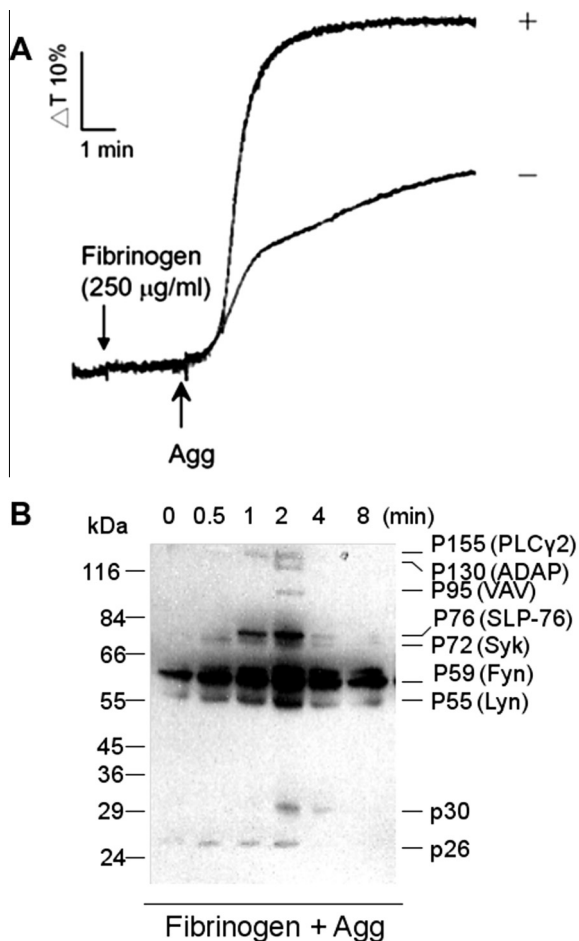 A
△T 10%
1 min
+
−
Fibrinogen
(250 μg/ml)
Agg
B
kDa
0 0.5 1 2 4 8 (min)
116
84
66
55
45
36
29
24
P155 (PLCγ2)
P130 (ADAP)
P95 (VAV)
P76 (SLP-76)
P72 (Syk)
P59 (Fyn)
P55 (Lyn)
p30
p26
Fibrinogen + Agg